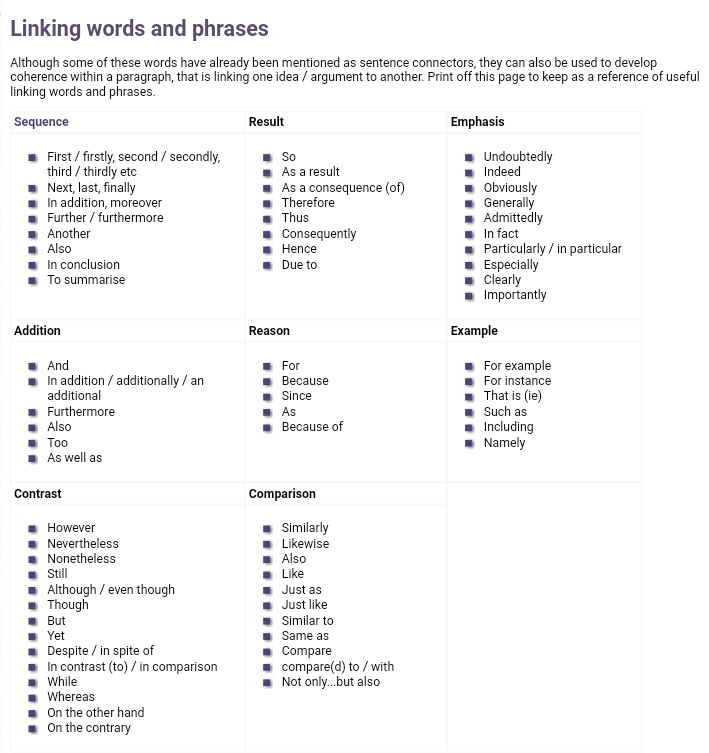 Linking words and phrases
Although some of these words have already been mentioned as sentence connectors, they can also be used to develop
coherence within a paragraph, that is linking one idea / argument to another. Print off this page to keep as a reference of useful
linking words and phrases.
Sequence
First / firstly, second / secondly,
third / thirdly etc
Next, last, finally
In addition, moreover
Further / furthermore
Another
Also
In conclusion
To summarise
Result
So
As a result
As a consequence (of)
Therefore
Thus
Consequently
Hence
Due to
Emphasis
Undoubtedly
Indeed
Obviously
Generally
Admittedly
In fact
Particularly / in particular
Especially
Clearly
Importantly
Addition
And
In addition / additionally / an
additional
Furthermore
Also
Too
As well as
Reason
For
Because
Since
As
Because of
Example
For example
For instance
That is (ie)
Such as
Including
Namely
Contrast
However
Nevertheless
Nonetheless
Still
Although / even though
Though
But
Yet
Despite / in spite of
In contrast (to) / in comparison
While
Whereas
On the other hand
On the contrary
Comparison
Similarly
Likewise
Also
Like
Just as
Just like
Similar to
Same as
Compare
compare(d) to / with
Not only...but also